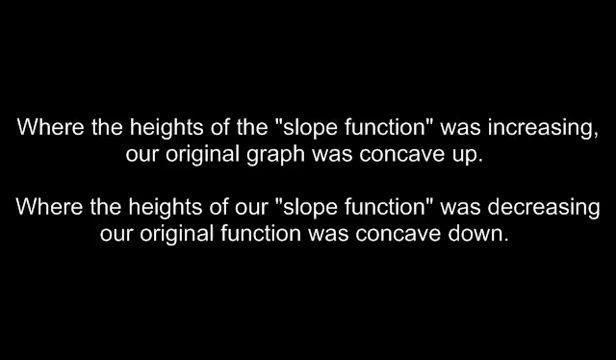 Where the heights of the "slope function" was increasing,
our original graph was concave up.
Where the heights of our "slope function" was decreasing
our original function was concave down.